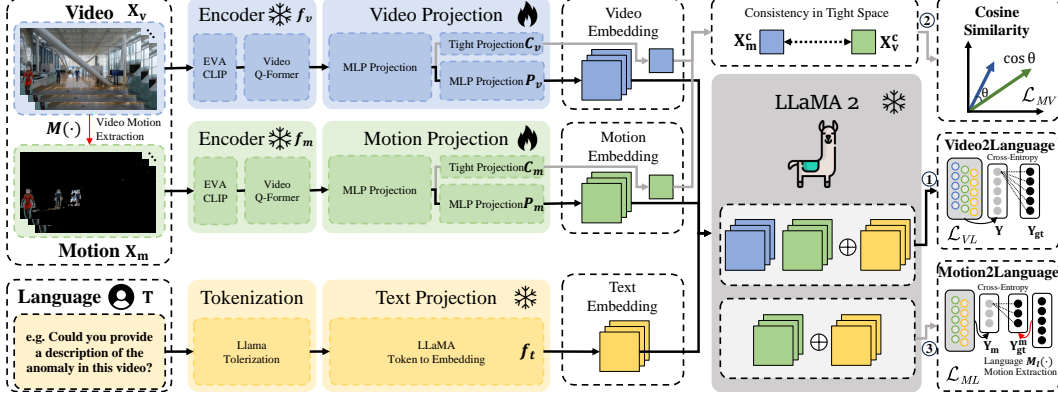 Video X_v
M(·)
Video Motion
Extraction
Motion X_m
Language T
e.g. Could you provide
a description of the
anomaly in this video?
Encoder f_v
EVA
CLIP
Video
Q-Former
Video Projection
MLP Projection
Tight Projection C_v
MLP Projection P_v
Encoder f_m
EVA
CLIP
Video
Q-Former
Motion Projection
MLP Projection
Tight Projection C_m
MLP Projection P_m
Tokenization
Llama
Tolerization
Text Projection
LLaMA
Token to Embedding
f_t
Video
Embedding
Motion
Embedding
Text
Embedding
Consistency in Tight Space
X_m^c
X_v^c
LLaMA 2
②
①
③
Cosine
Similarity
cos θ
θ
ℒ_MV
Video2Language
Cross-Entropy
ℒ_VL
Y
Y_gt
Motion2Language
Cross-Entropy
Y_m
Y_gt^m
Language M_l(·)
Motion Extraction
ℒ_ML